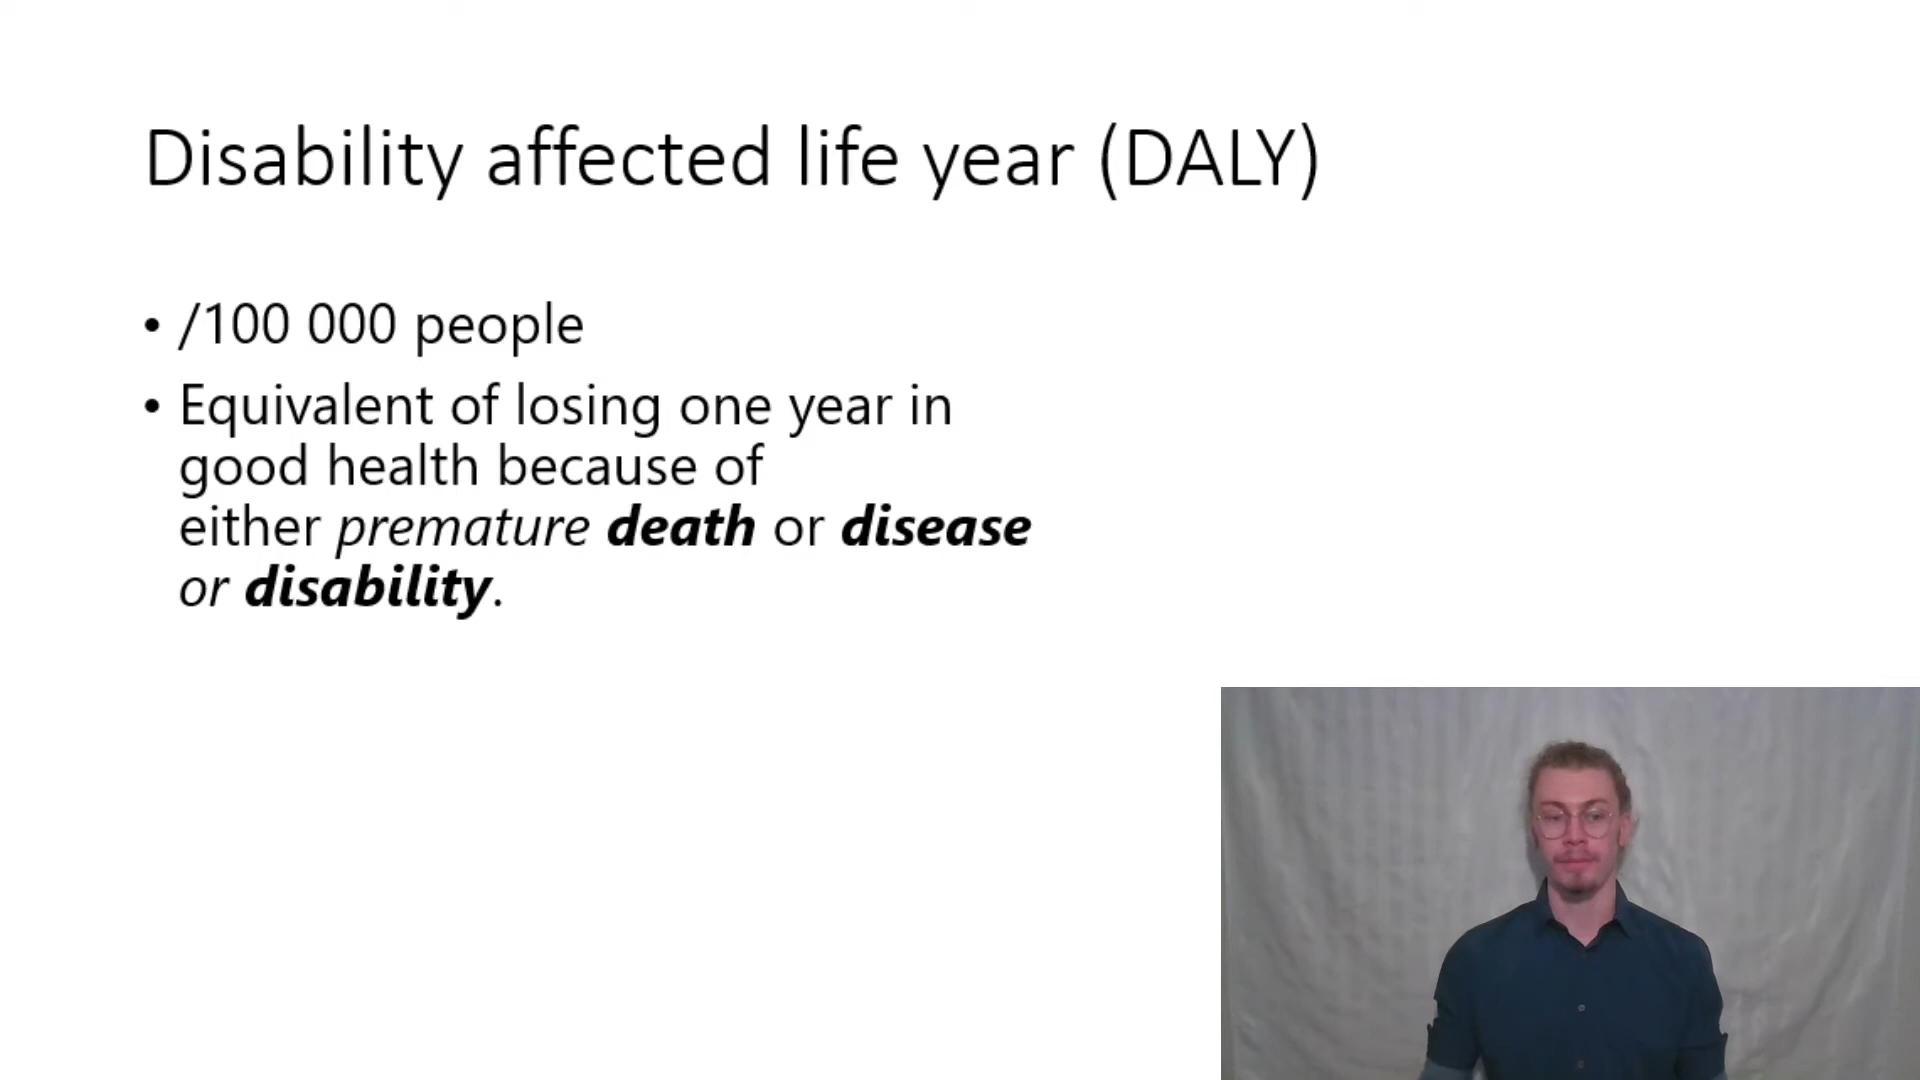 Disability affected life year (DALY)
• /100 000 people
• Equivalent of losing one year in
good health because of
either premature death or disease
or disability.